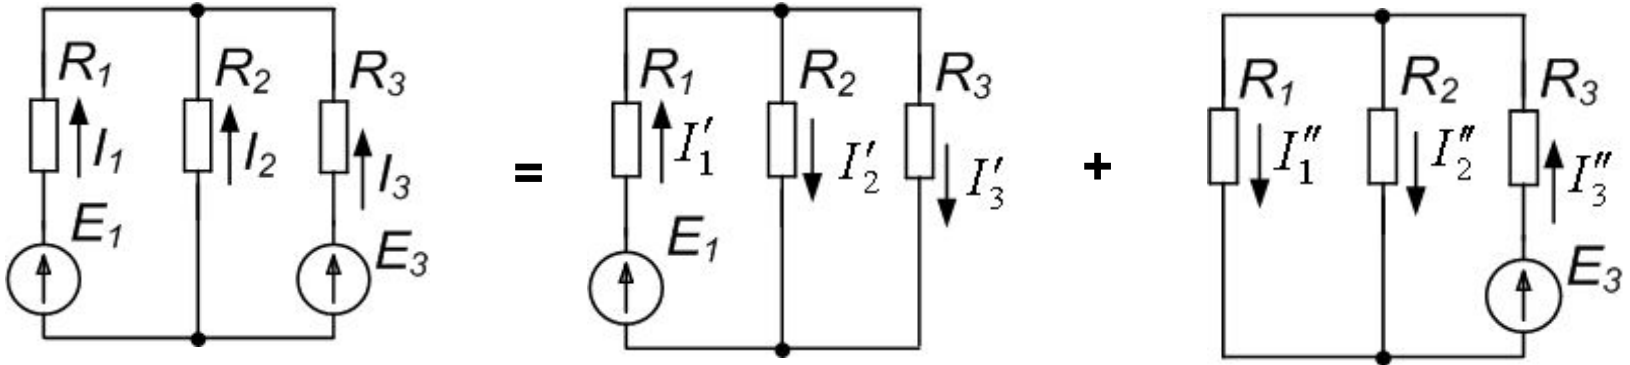 R1 I1 E1 R2 I2 R3 I3 E3
=
R1 I′1 E1 R2 I′2 R3 I′3
+
R1 I″1 R2 I″2 R3 I″3 E3